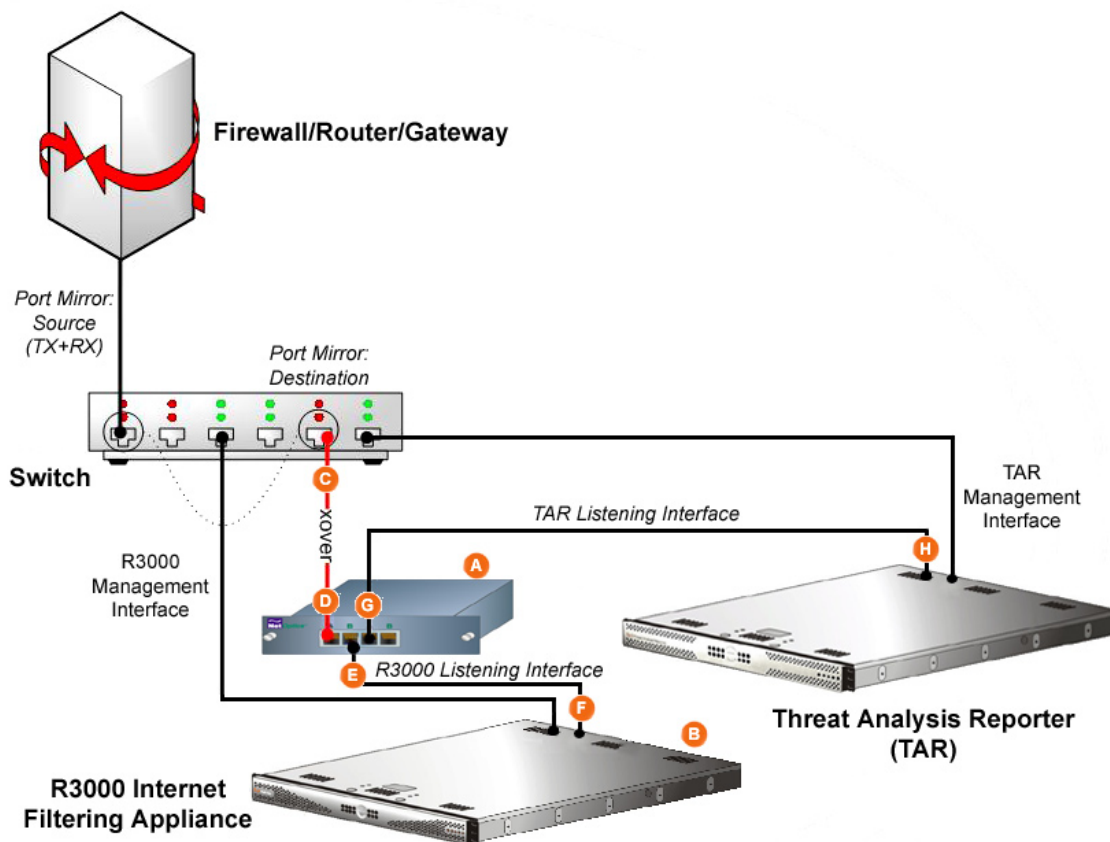 Firewall/Router/Gateway
Port Mirror:
Source
(TX+RX)
Port Mirror:
Destination
Switch
C
xover
TAR Listening Interface
TAR
Management
Interface
R3000
Management
Interface
A
H
D
G
E
R3000 Listening Interface
F
B
Threat Analysis Reporter
(TAR)
R3000 Internet
Filtering Appliance